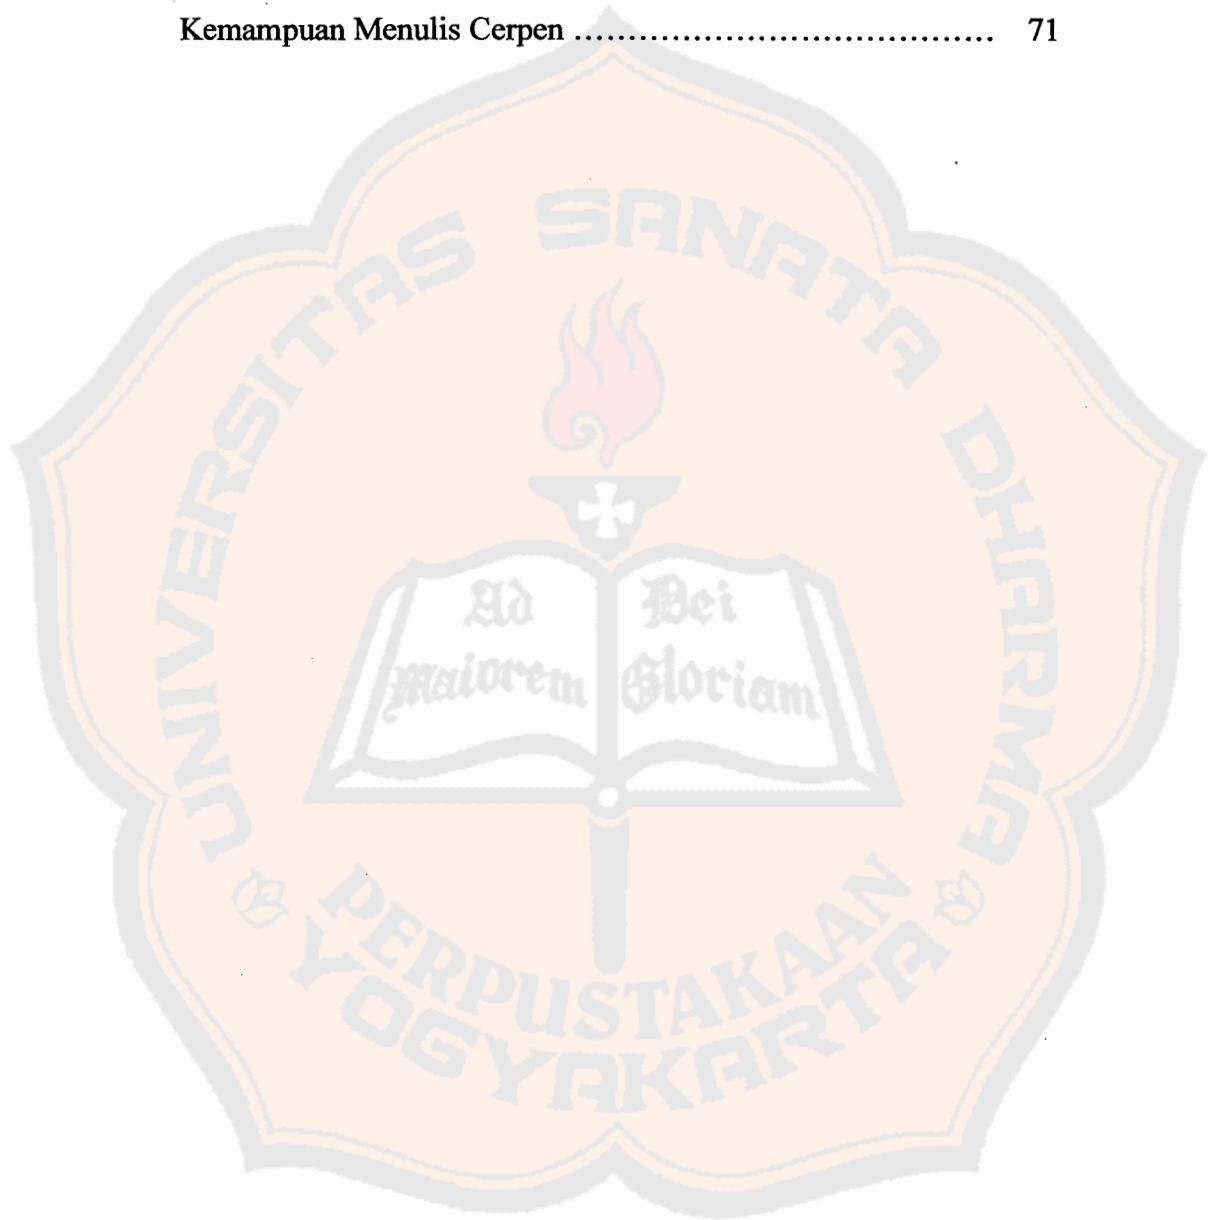 Kemampuan Menulis Cerpen ....................................... 71
UNIVERSITAS SANATA DHARMA
Ad Dei
maiorem Gloriam
PERPUSTAKAAN
YOGYAKARTA